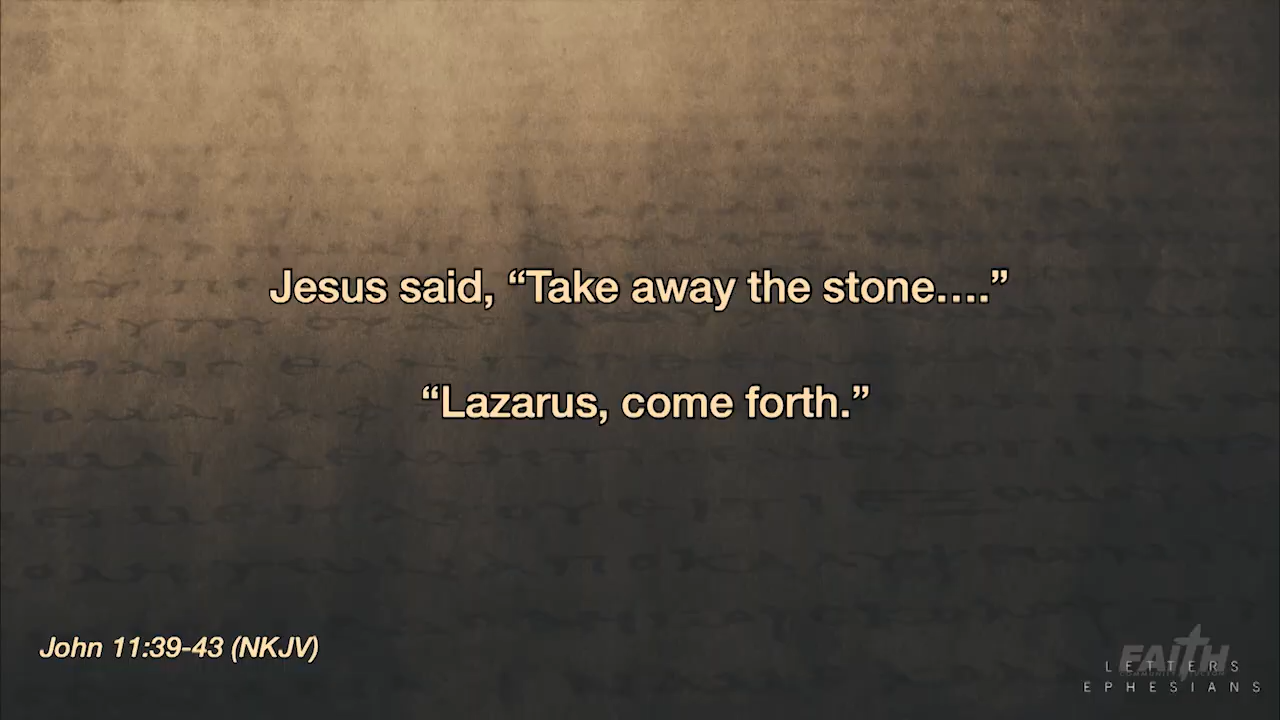 Jesus said, “Take away the stone....”
“Lazarus, come forth.”
John 11:39-43 (NKJV)
FAITH
LETTERS
EPHESIANS